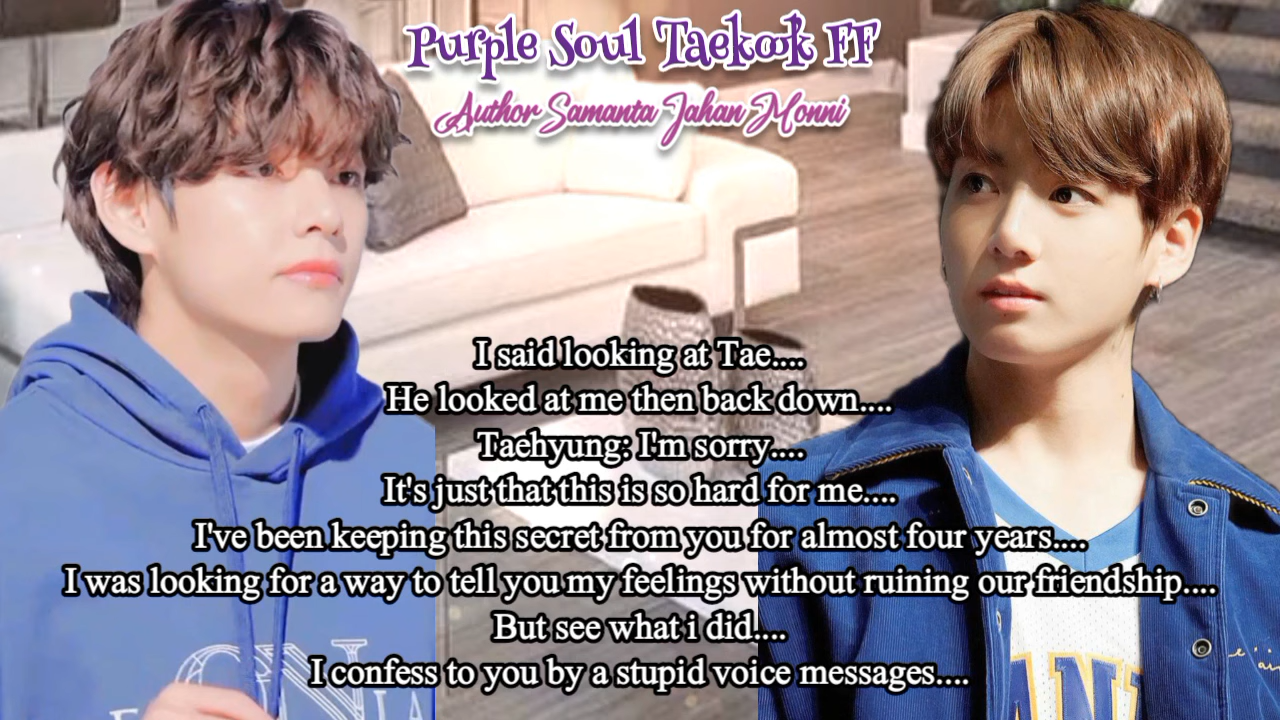 Purple Soul Taekook FF
Author Samanta Jahan Monni
I said looking at Tae....
He looked at me then back down....
Taehyung: I'm sorry....
It's just that this is so hard for me....
I've been keeping this secret from you for almost four years....
I was looking for a way to tell you my feelings without ruining our friendship....
But see what i did....
I confess to you by a stupid voice messages....